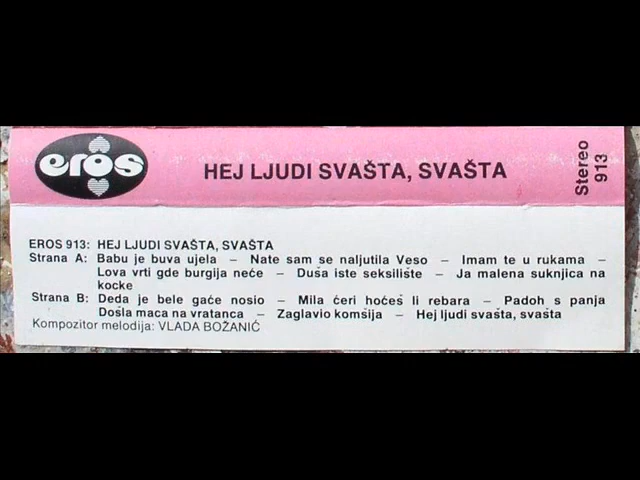 eros
HEJ LJUDI SVAŠTA, SVAŠTA
Stereo
913
EROS 913: HEJ LJUDI SVAŠTA, SVAŠTA
Strana A: Babu je buva ujela – Nate sam se naljutila Veso – Imam te u rukama –
Lova vrti gde burgija neće – Duša iste seksiliste – Ja malena suknjica na
kocke
Strana B: Deda je bele gaće nosio – Mila ćeri hoćeš li rebara – Padoh s panja
Došla maca na vratanca – Zaglavio komšija – Hej ljudi svašta, svašta
Kompozitor melodija: VLADA BOŽANIĆ